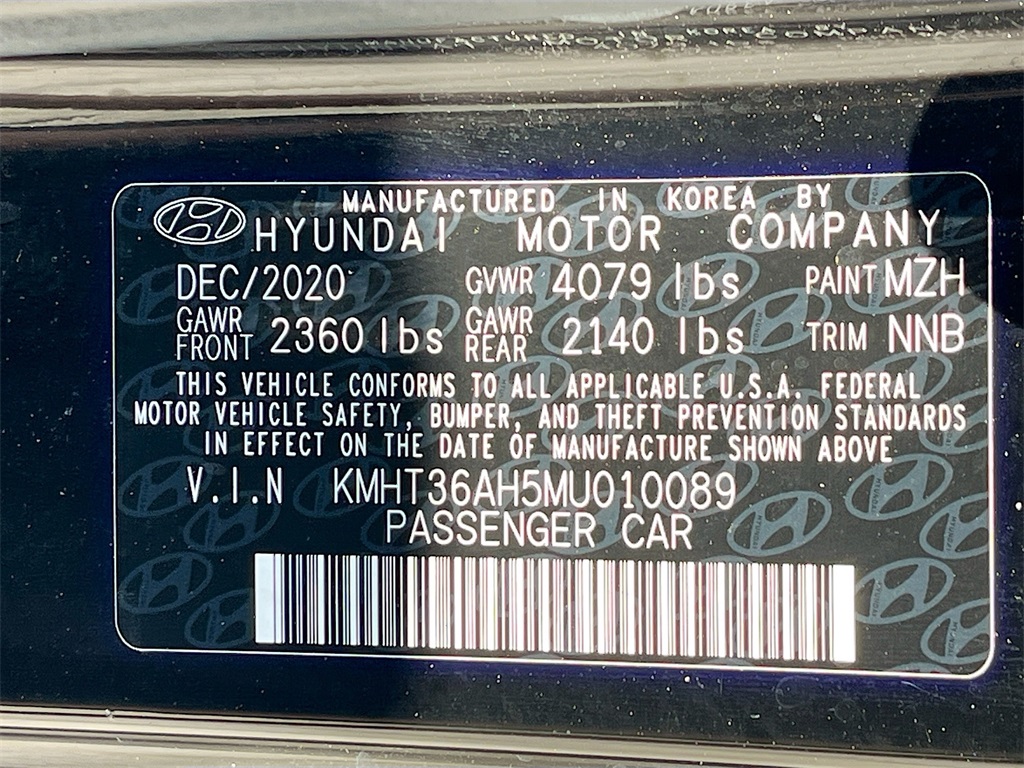 MANUFACTURED IN KOREA BY
HYUNDAI MOTOR COMPANY
DEC/2020 GVWR 4079 lbs PAINT MZH
GAWR FRONT 2360 lbs GAWR REAR 2140 lbs TRIM NNB
THIS VEHICLE CONFORMS TO ALL APPLICABLE U.S.A. FEDERAL
MOTOR VEHICLE SAFETY, BUMPER, AND THEFT PREVENTION STANDARDS
IN EFFECT ON THE DATE OF MANUFACTURE SHOWN ABOVE
V.I.N KMHT36AH5MU010089
PASSENGER CAR